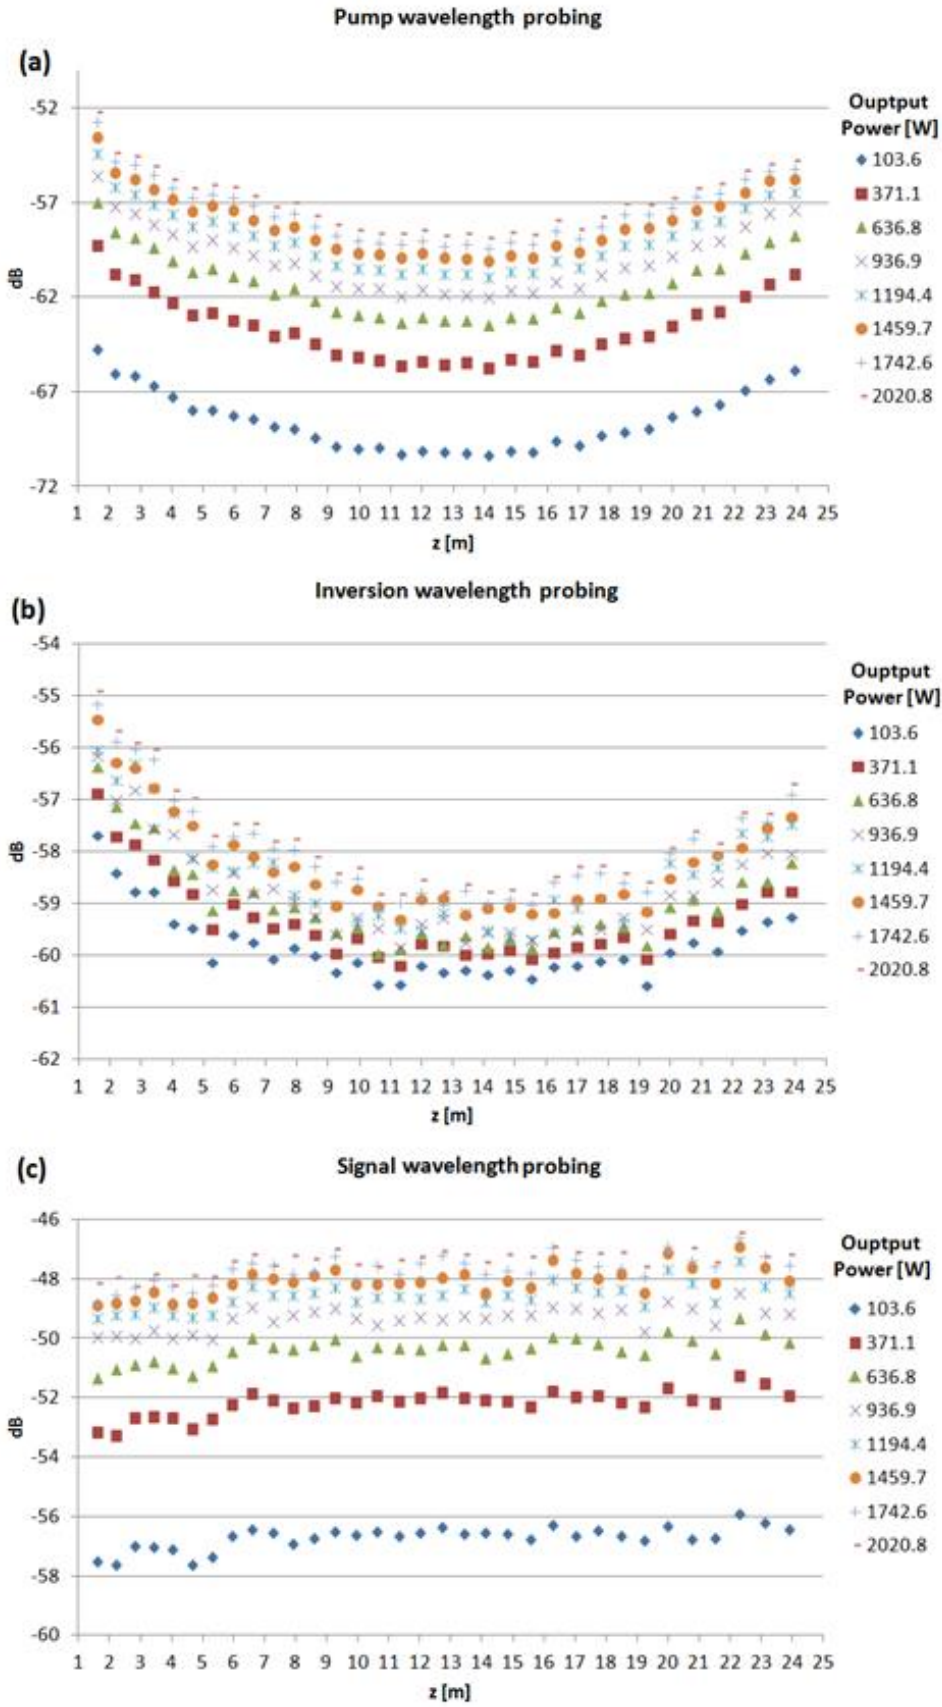 Pump wavelength probing
(a)
-52
-57
-62
-67
-72
dB
1 2 3 4 5 6 7 8 9 10 11 12 13 14 15 16 17 18 19 20 21 22 23 24 25
z [m]
Ouptput
Power [W]
103.6
371.1
636.8
936.9
1194.4
1459.7
1742.6
2020.8
Inversion wavelength probing
(b)
-54
-55
-56
-57
-58
-59
-60
-61
-62
dB
1 2 3 4 5 6 7 8 9 10 11 12 13 14 15 16 17 18 19 20 21 22 23 24 25
z [m]
Ouptput
Power [W]
103.6
371.1
636.8
936.9
1194.4
1459.7
1742.6
2020.8
Signal wavelength probing
(c)
-46
-48
-50
-52
-54
-56
-58
-60
dB
1 2 3 4 5 6 7 8 9 10 11 12 13 14 15 16 17 18 19 20 21 22 23 24 25
z [m]
Ouptput
Power [W]
103.6
371.1
636.8
936.9
1194.4
1459.7
1742.6
2020.8